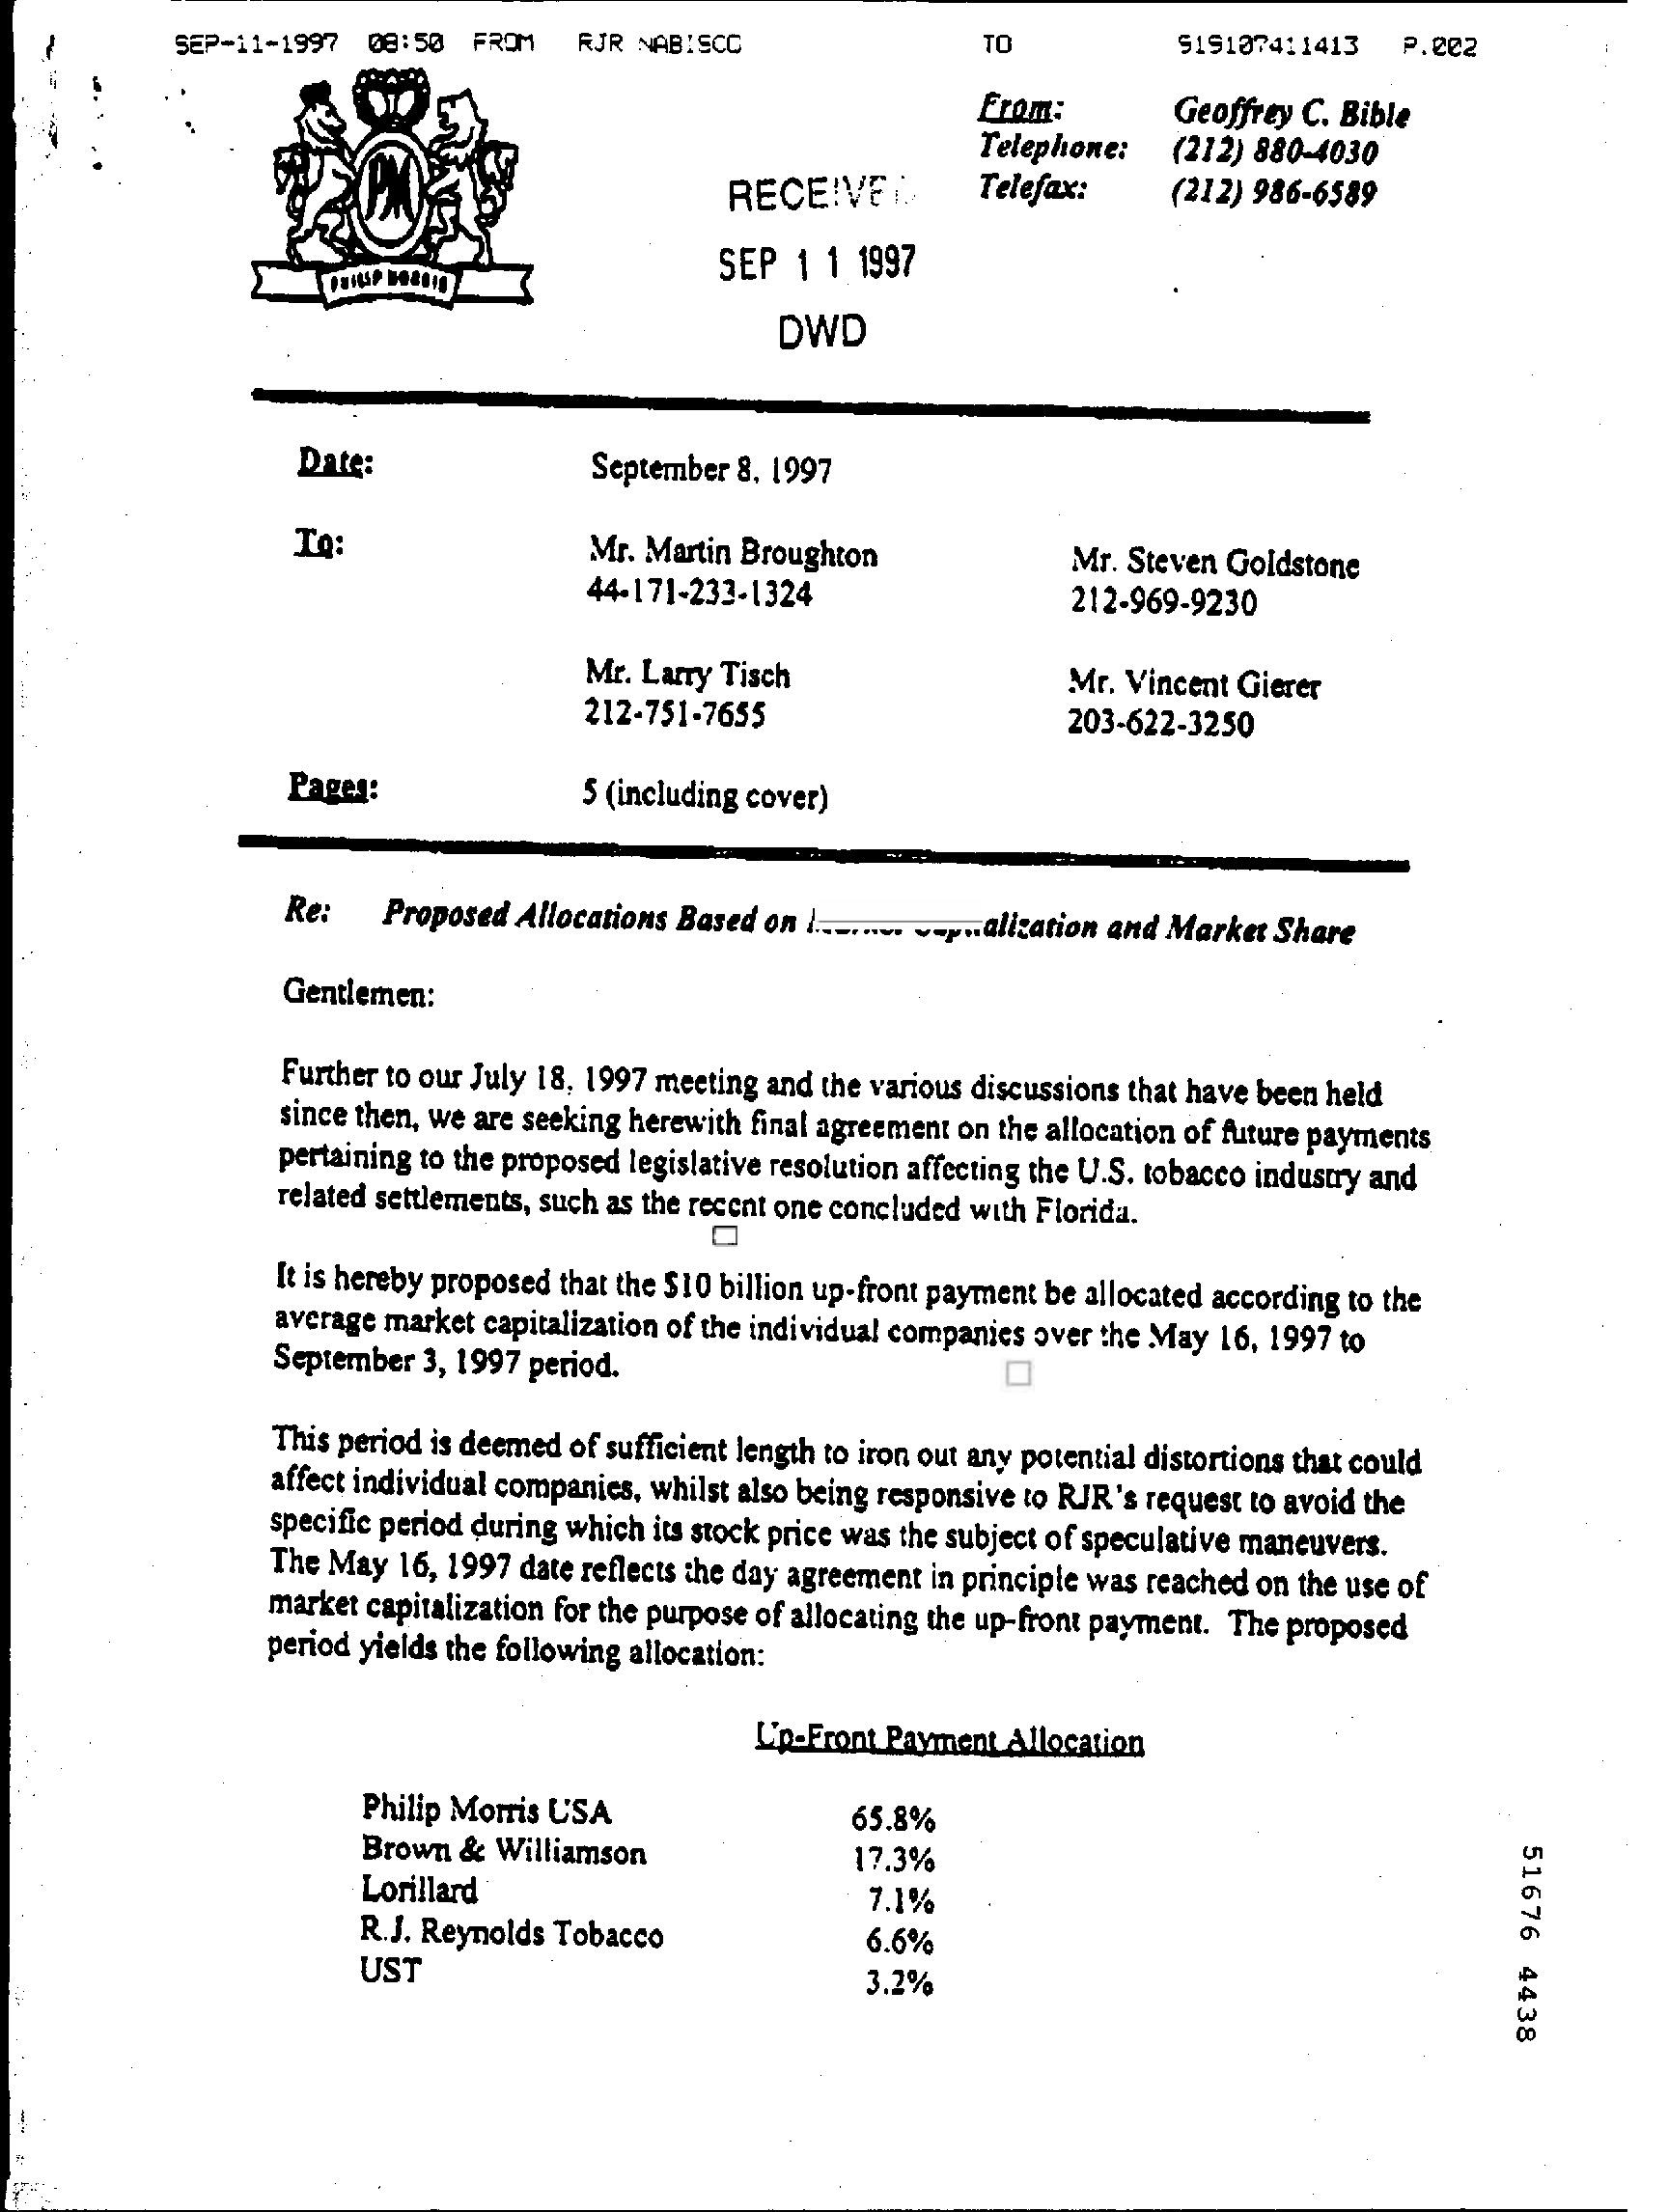 SEP-11-1997 08:50 FROM RJR NABISCO TO 919107411413 P.002
PM
PHILIP MORRIS
From: Geoffrey C. Bible
Telephone: (212) 880-4030
Telefax: (212) 986-6589
RECEIVED
SEP 11 1997
DWD
Date: September 8, 1997
To: Mr. Martin Broughton Mr. Steven Goldstone
44-171-233-1324 212-969-9230
Mr. Larry Tisch Mr. Vincent Gierer
212-751-7655 203-622-3250
Pages: 5 (including cover)
Re: Proposed Allocations Based on alization and Market Share
Gentlemen:
Further to our July 18, 1997 meeting and the various discussions that have been held
since then, we are seeking herewith final agreement on the allocation of future payments
pertaining to the proposed legislative resolution affecting the U.S. tobacco industry and
related settlements, such as the recent one concluded with Florida.
It is hereby proposed that the $10 billion up-front payment be allocated according to the
average market capitalization of the individual companies over the May 16, 1997 to
September 3, 1997 period.
This period is deemed of sufficient length to iron out any potential distortions that could
affect individual companies, whilst also being responsive to RJR's request to avoid the
specific period during which its stock price was the subject of speculative maneuvers.
The May 16, 1997 date reflects the day agreement in principle was reached on the use of
market capitalization for the purpose of allocating the up-front payment. The proposed
period yields the following allocation:
Up-Front Payment Allocation
Philip Morris USA 65.8%
Brown & Williamson 17.3%
Lorillard 7.1%
R.J. Reynolds Tobacco 6.6%
UST 3.2%
51676 4438